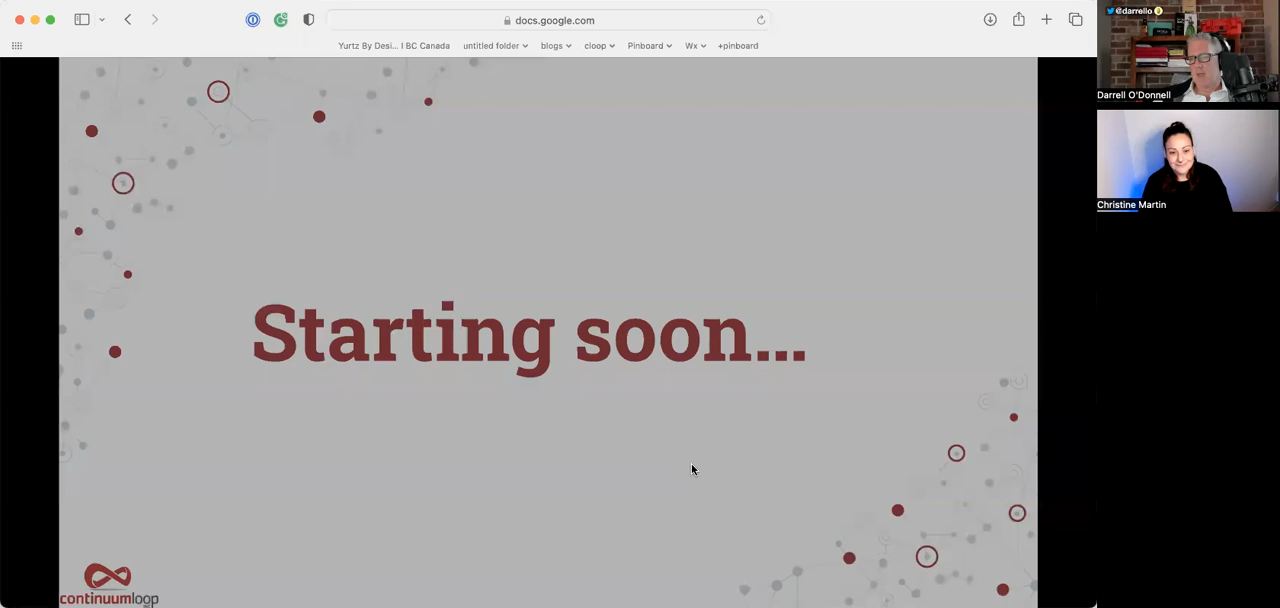 docs.google.com
Yurtz By Desi... I BC Canada
untitled folder
blogs
cloop
Pinboard
Wx
+pinboard
@darrello
Darrell O'Donnell
Christine Martin
Starting soon...
continuumloop